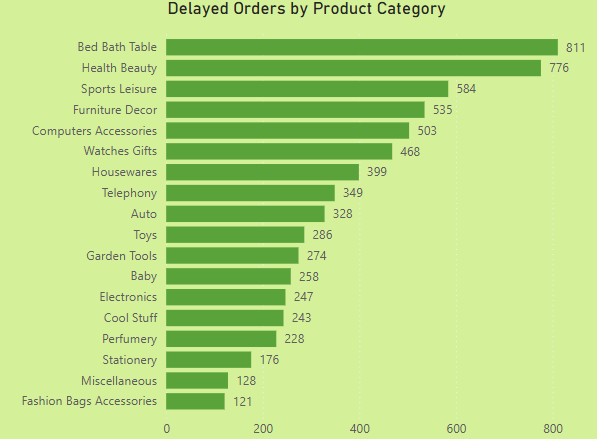 Delayed Orders by Product Category
Bed Bath Table 811
Health Beauty 776
Sports Leisure 584
Furniture Decor 535
Computers Accessories 503
Watches Gifts 468
Housewares 399
Telephony 349
Auto 328
Toys 286
Garden Tools 274
Baby 258
Electronics 247
Cool Stuff 243
Perfumery 228
Stationery 176
Miscellaneous 128
Fashion Bags Accessories 121
0 200 400 600 800